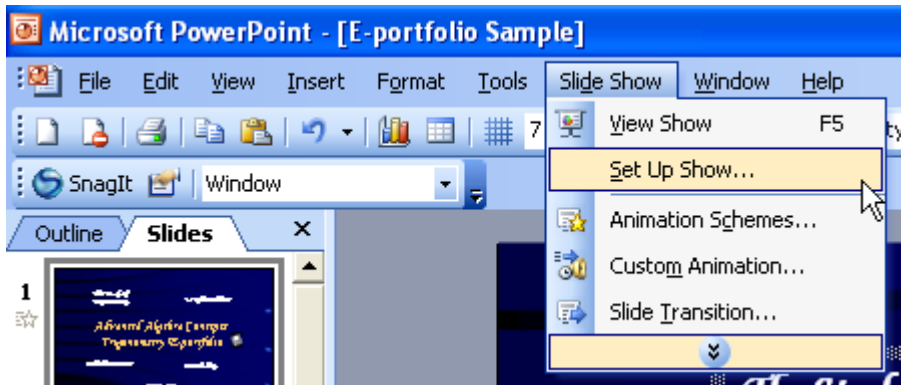 Microsoft PowerPoint - [E-portfolio Sample]
File Edit View Insert Format Tools Slide Show Window Help
7
View Show F5
Set Up Show...
SnagIt Window
Animation Schemes...
Outline Slides
Custom Animation...
1
Slide Transition...